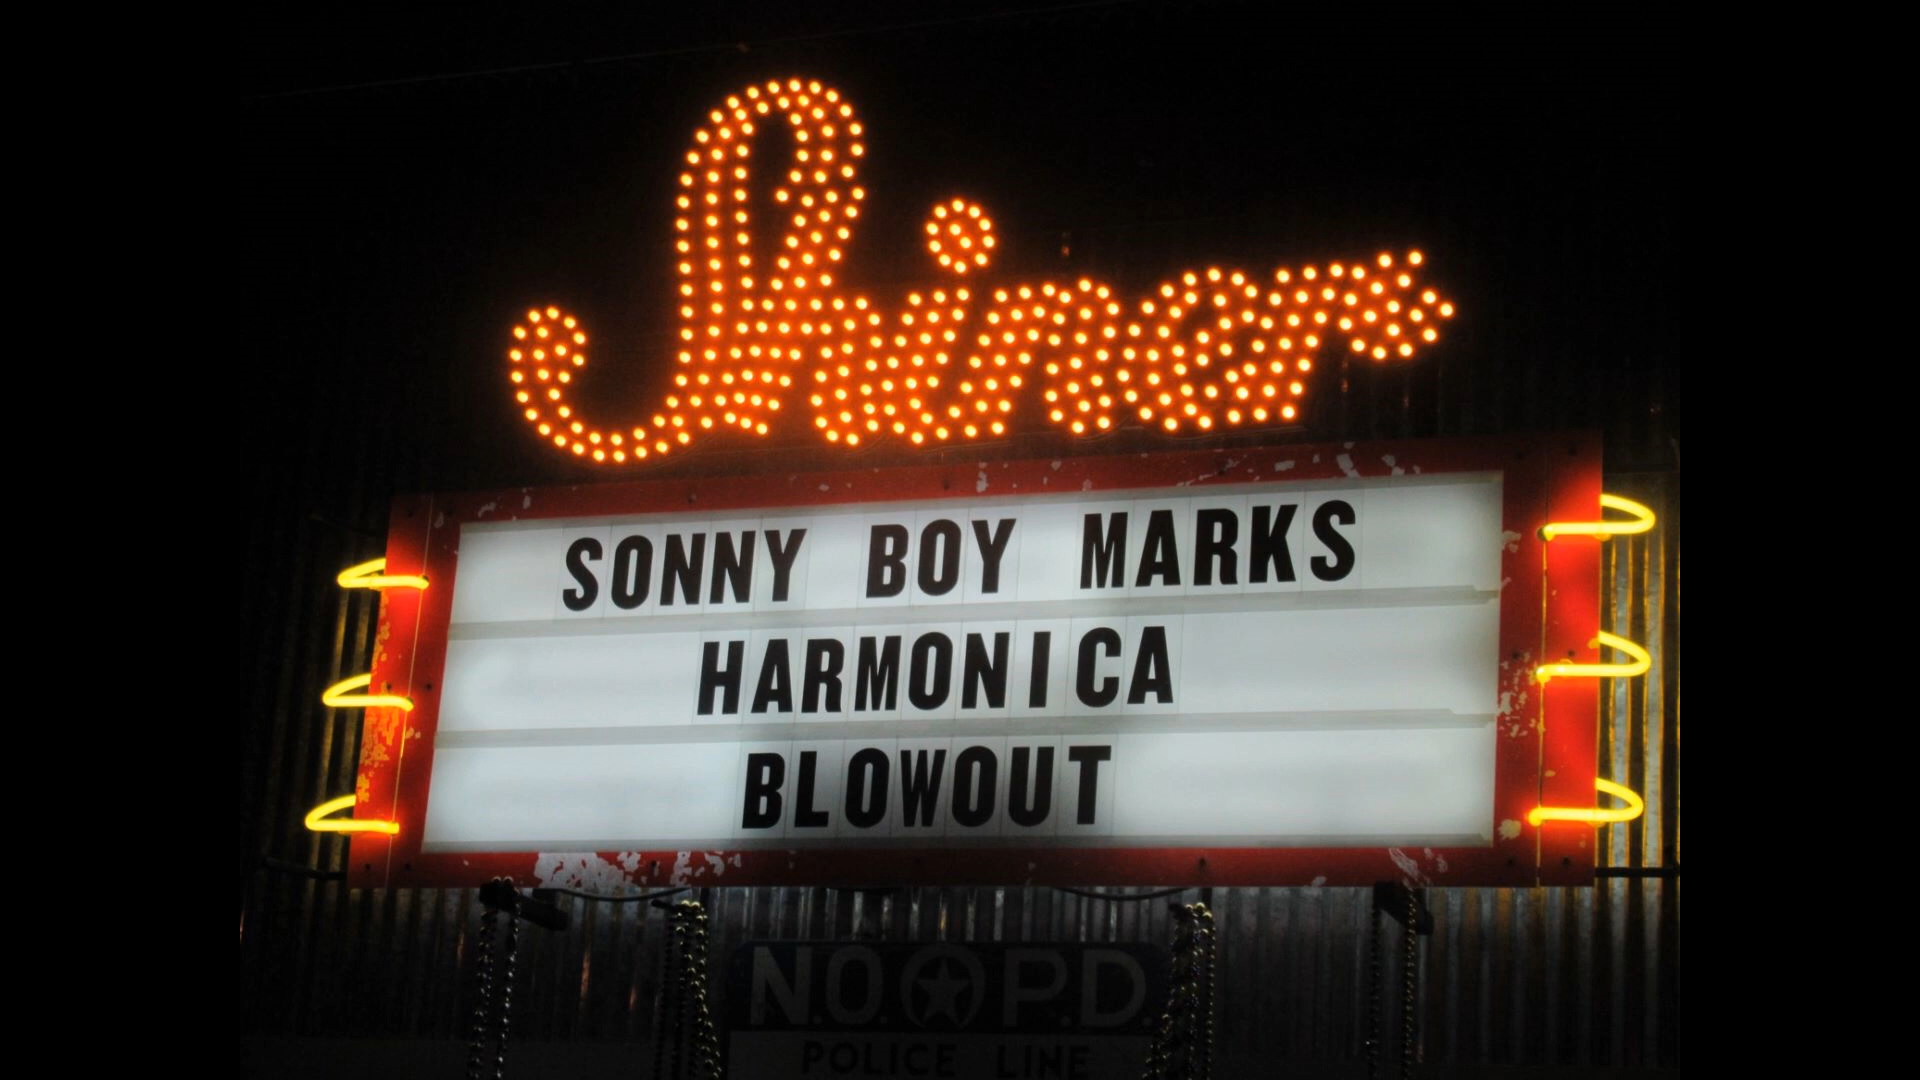 Shiner
SONNY BOY MARKS
HARMONICA
BLOWOUT
N.O.P.D.
POLICE LINE